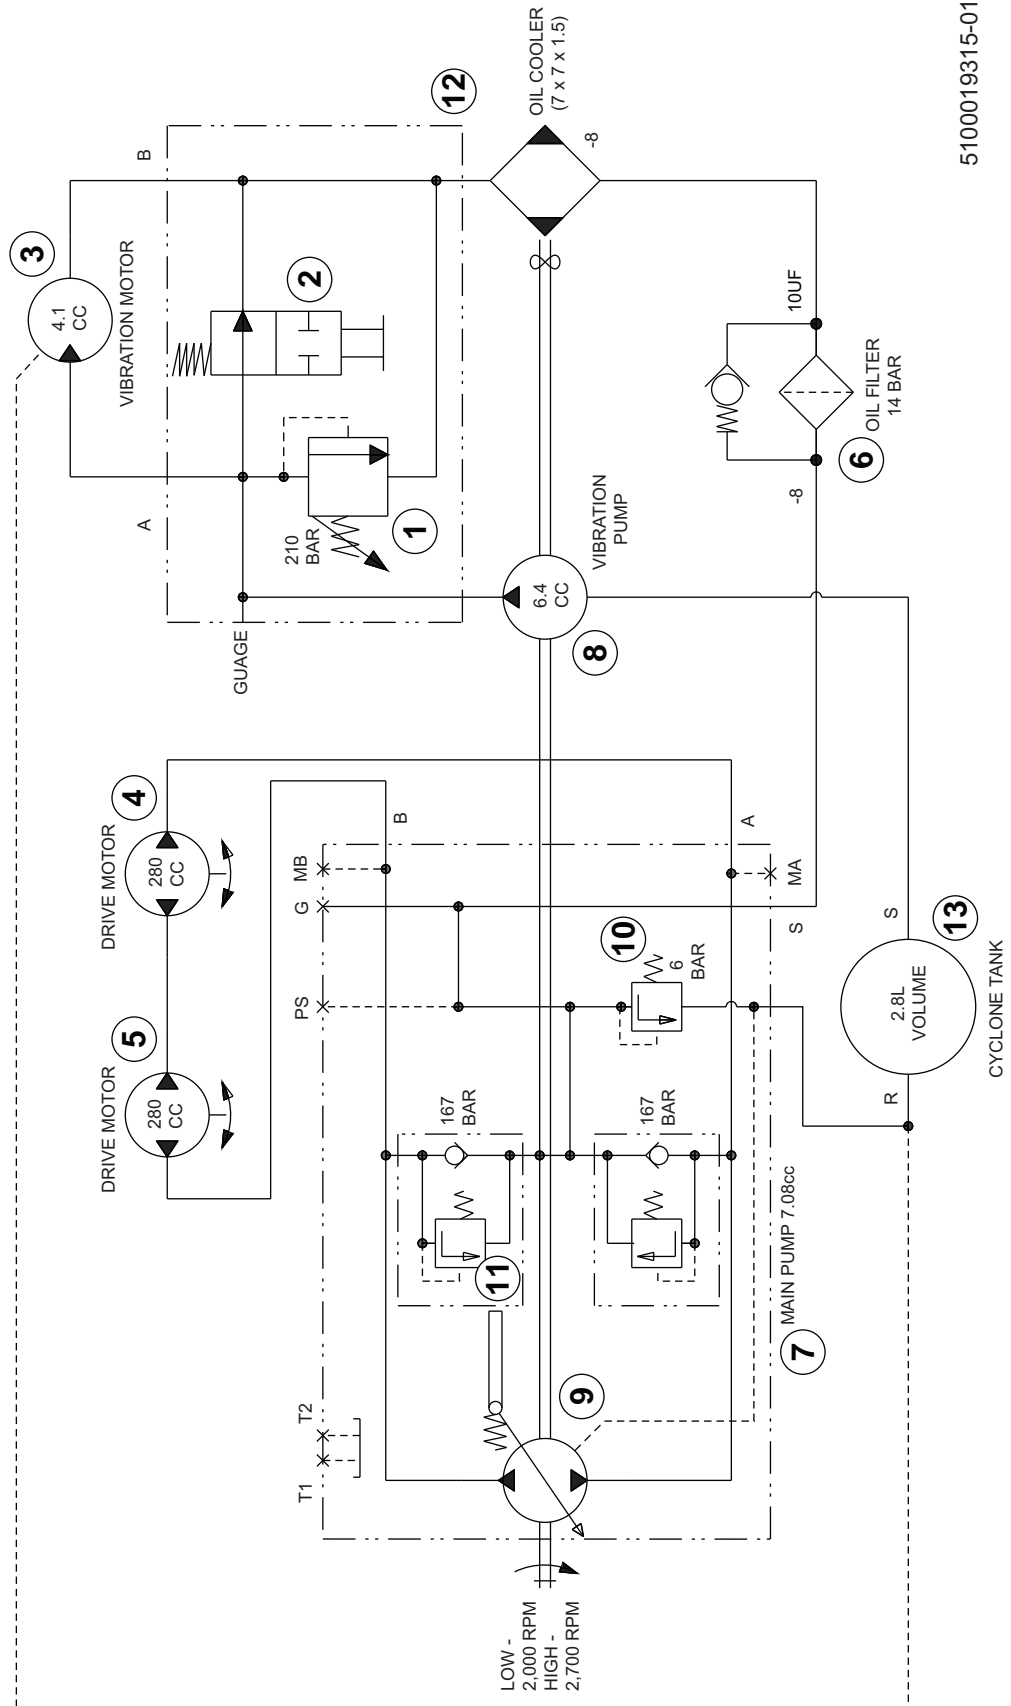 3
4.1
CC
VIBRATION MOTOR
DRIVE MOTOR
5
280
CC
DRIVE MOTOR
4
280
CC
A
B
GUAGE
210
BAR
1
2
12
T1
T2
PS
G
MB
B
167
BAR
11
LOW -
2,000 RPM
HIGH -
2,700 RPM
9
10
6
BAR
167
BAR
8
6.4
CC
VIBRATION
PUMP
OIL COOLER
(7 x 7 x 1.5)
-8
A
MA
S
MAIN PUMP 7.08cc
7
-8
10UF
6
OIL FILTER
14 BAR
R
2.8L
VOLUME
S
13
CYCLONE TANK
5100019315-01